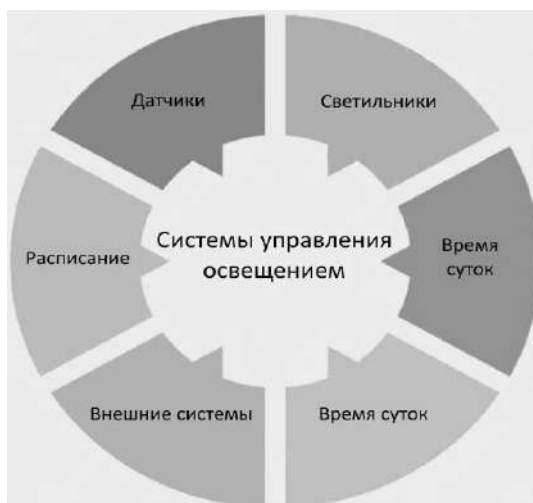 Датчики
Светильники
Системы управления
освещением
Расписание
Время
суток
Внешние системы
Время суток